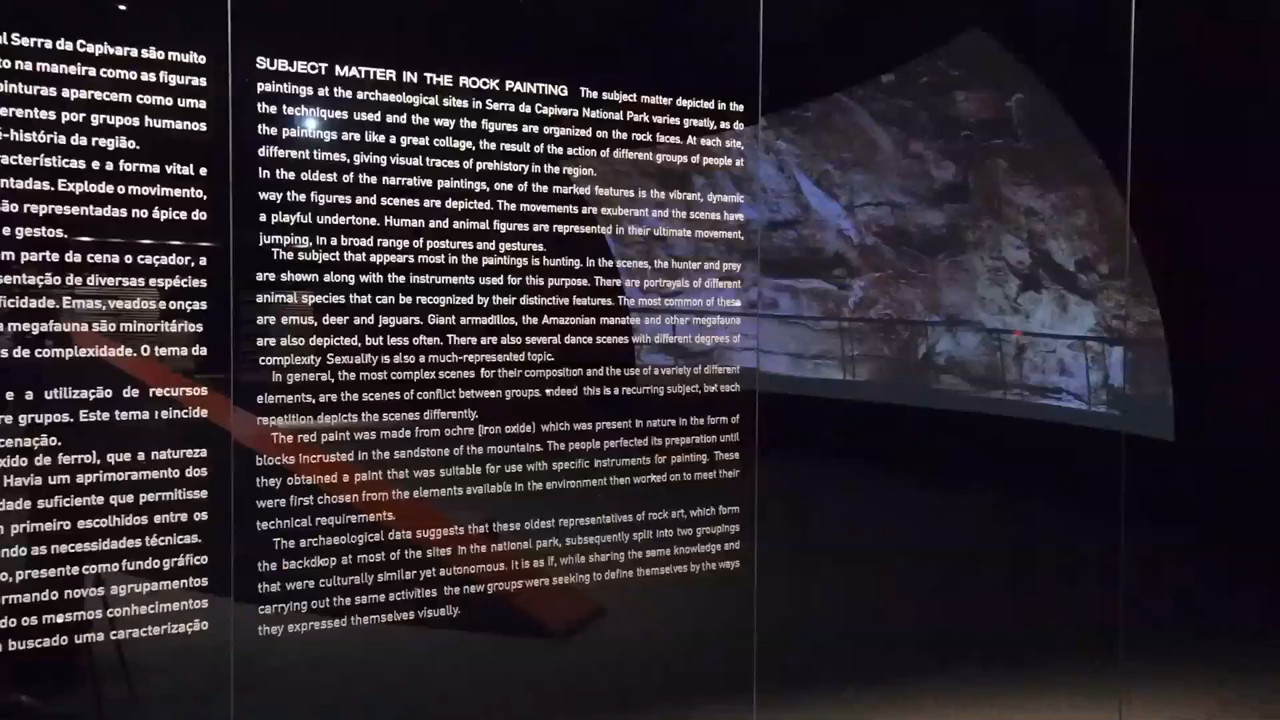 l Serra da Capivara são muito
to na maneira como as figuras
pinturas aparecem como uma
erentes por grupos humanos
é-história da região.
racterísticas e a forma vital e
ntadas. Explode o movimento,
ão representadas no ápice do
e gestos.
m parte da cena o caçador, a
sentação de diversas espécies
ficidade. Emas, veados e onças
a megafauna são minoritários
s de complexidade. O tema da
e a utilização de recursos
re grupos. Este tema reincide
cenação.
xido de ferro), que a natureza
Havia um aprimoramento dos
dade suficiente que permitisse
m primeiro escolhidos entre os
ndo as necessidades técnicas.
o, presente como fundo gráfico
rmando novos agrupamentos
do os mesmos conhecimentos
buscado uma caracterização
SUBJECT MATTER IN THE ROCK PAINTING The subject matter depicted in the
paintings at the archaeological sites in Serra da Capivara National Park varies greatly, as do
the techniques used and the way the figures are organized on the rock faces. At each site,
the paintings are like a great collage, the result of the action of different groups of people at
different times, giving visual traces of prehistory in the region.
In the oldest of the narrative paintings, one of the marked features is the vibrant, dynamic
way the figures and scenes are depicted. The movements are exuberant and the scenes have
a playful undertone. Human and animal figures are represented in their ultimate movement,
jumping, in a broad range of postures and gestures.
The subject that appears most in the paintings is hunting. In the scenes, the hunter and prey
are shown along with the instruments used for this purpose. There are portrayals of different
animal species that can be recognized by their distinctive features. The most common of these
are emus, deer and jaguars. Giant armadillos, the Amazonian manatee and other megafauna
are also depicted, but less often. There are also several dance scenes with different degrees of
complexity Sexuality is also a much-represented topic.
In general, the most complex scenes for their composition and the use of a variety of different
elements, are the scenes of conflict between groups. indeed this is a recurring subject, but each
repetition depicts the scenes differently.
The red paint was made from ochre (iron oxide) which was present in nature in the form of
blocks incrusted in the sandstone of the mountains. The people perfected its preparation until
they obtained a paint that was suitable for use with specific instruments for painting. These
were first chosen from the elements available in the environment then worked on to meet their
technical requirements.
The archaeological data suggests that these oldest representatives of rock art, which form
the backdkop at most of the sites in the national park, subsequently split into two groupings
that were culturally similar yet autonomous. It is as if, while sharing the same knowledge and
carrying out the same activities the new groups were seeking to define themselves by the ways
they expressed themselves visually.